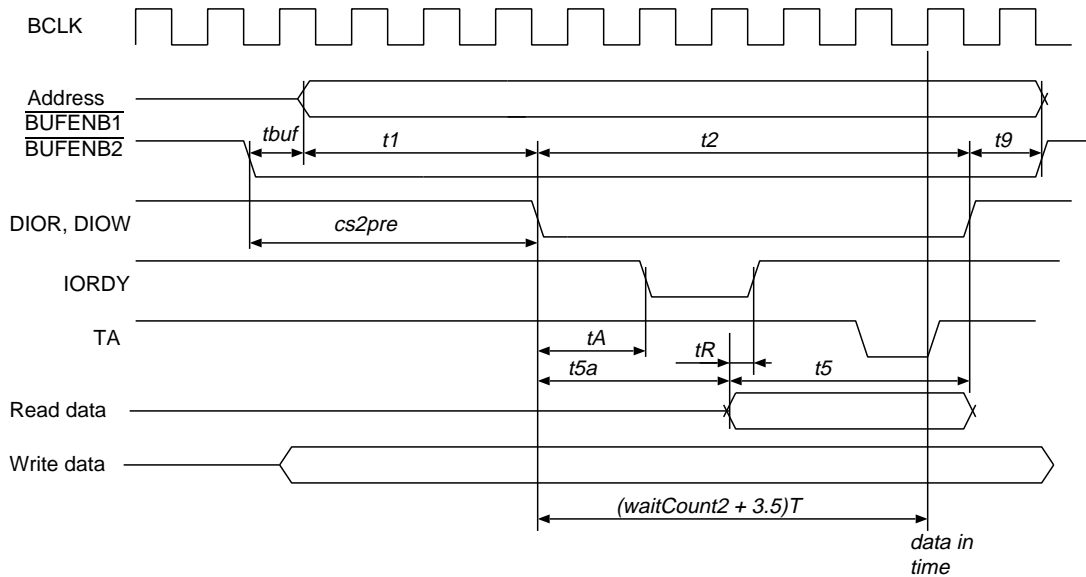 BCLK
Address
BUFENB1
BUFENB2
tbuf
t1
t2
t9
DIOR, DIOW
cs2pre
IORDY
TA
tA
tR
t5a
t5
Read data
Write data
(waitCount2 + 3.5)T
data in
time